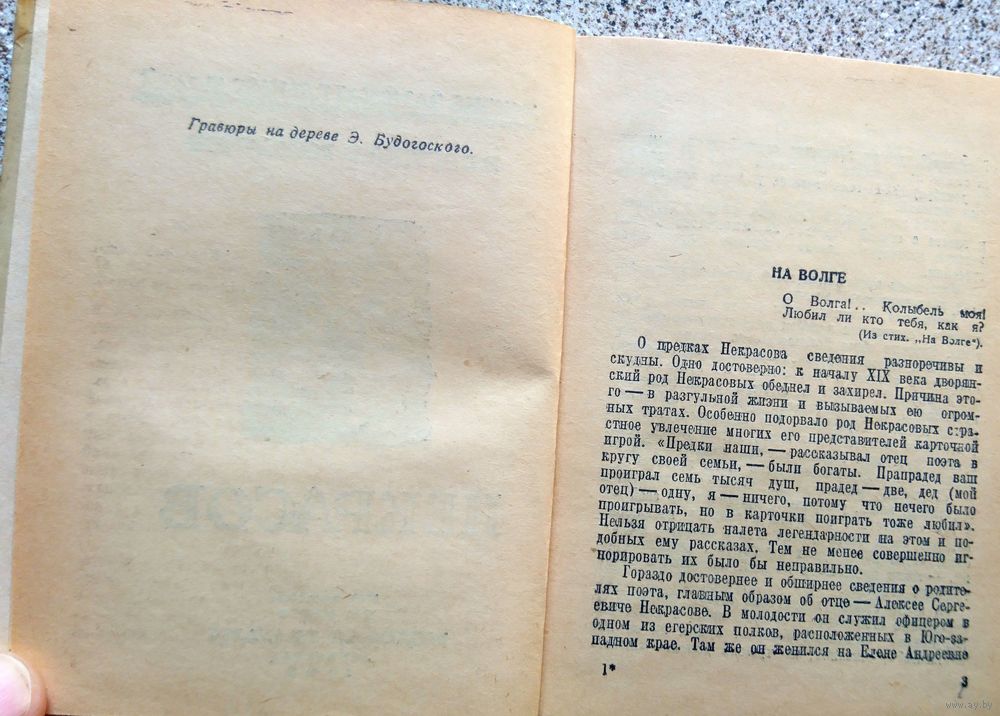 Гравюры на дереве Э. Будогоского.
НА ВОЛГЕ
О Волга!.. Колыбель моя!
Любил ли кто тебя, как я?
(Из стих. „На Волге“).
О предках Некрасова сведения разноречивы и
скудны. Одно достоверно: к началу XIX века дворян-
ский род Некрасовых обеднел и захирел. Причина это-
го — в разгульной жизни и вызываемых ею огром-
ных тратах. Особенно подорвало род Некрасовых стра-
стное увлечение многих его представителей карточной
игрой. «Предки наши, — рассказывал отец поэта в
кругу своей семьи, — были богаты. Прапрадед ваш
проиграл семь тысяч душ, прадед — две, дед (мой
отец) — одну, я — ничего, потому что нечего было
проигрывать, но в карточки поиграть тоже любил».
Нельзя отрицать налета легендарности на этом и по-
добных ему рассказах. Тем не менее совершенно иг-
норировать их было бы неправильно.
Гораздо достовернее и обширнее сведения о родите-
лях поэта, главным образом об отце — Алексее Серге-
евиче Некрасове. В молодости он служил офицером в
одном из егерских полков, расположенных в Юго-за-
падном крае. Там же он женился на Елене Андреевне
1*
3
www.ay.by